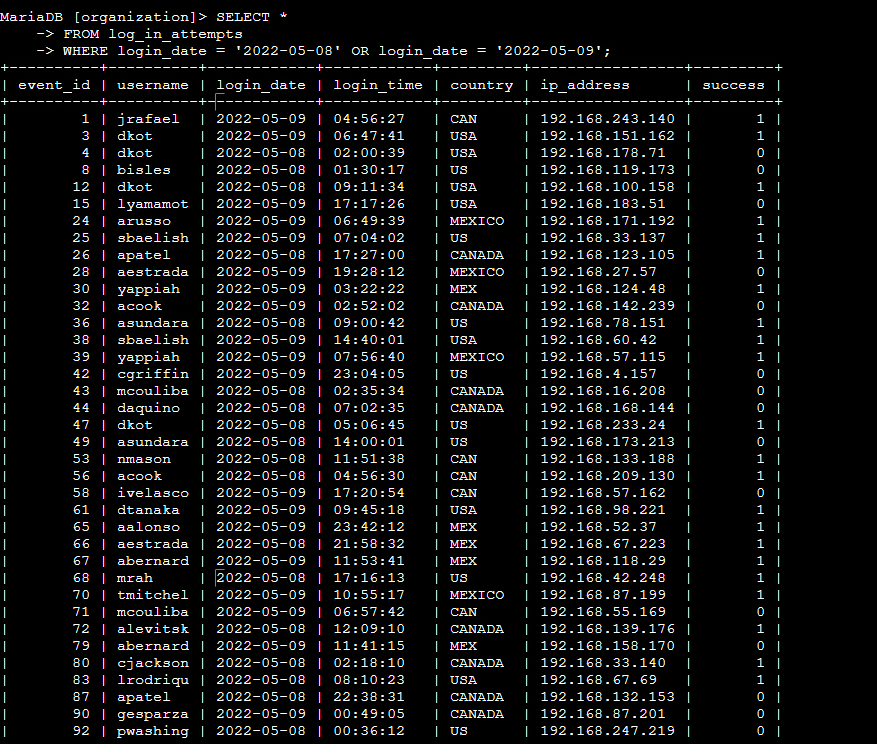 MariaDB [organization]> SELECT *
    -> FROM log_in_attempts
    -> WHERE login_date = '2022-05-08' OR login_date = '2022-05-09';
+----------+----------+------------+------------+---------+-----------------+---------+
| event_id | username | login_date | login_time | country | ip_address      | success |
+----------+----------+------------+------------+---------+-----------------+---------+
|        1 | jrafael  | 2022-05-09 | 04:56:27   | CAN     | 192.168.243.140 |       1 |
|        3 | dkot     | 2022-05-09 | 06:47:41   | USA     | 192.168.151.162 |       1 |
|        4 | dkot     | 2022-05-08 | 02:00:39   | USA     | 192.168.178.71  |       0 |
|        8 | bisles   | 2022-05-08 | 01:30:17   | US      | 192.168.119.173 |       0 |
|       12 | dkot     | 2022-05-08 | 09:11:34   | USA     | 192.168.100.158 |       1 |
|       15 | lyamamot | 2022-05-09 | 17:17:26   | USA     | 192.168.183.51  |       0 |
|       24 | arusso   | 2022-05-09 | 06:49:39   | MEXICO  | 192.168.171.192 |       1 |
|       25 | sbaelish | 2022-05-09 | 07:04:02   | US      | 192.168.33.137  |       1 |
|       26 | apatel   | 2022-05-08 | 17:27:00   | CANADA  | 192.168.123.105 |       1 |
|       28 | aestrada | 2022-05-09 | 19:28:12   | MEXICO  | 192.168.27.57   |       0 |
|       30 | yappiah  | 2022-05-09 | 03:22:22   | MEX     | 192.168.124.48  |       1 |
|       32 | acook    | 2022-05-09 | 02:52:02   | CANADA  | 192.168.142.239 |       0 |
|       36 | asundara | 2022-05-08 | 09:00:42   | US      | 192.168.78.151  |       1 |
|       38 | sbaelish | 2022-05-09 | 14:40:01   | USA     | 192.168.60.42   |       1 |
|       39 | yappiah  | 2022-05-09 | 07:56:40   | MEXICO  | 192.168.57.115  |       1 |
|       42 | cgriffin | 2022-05-09 | 23:04:05   | US      | 192.168.4.157   |       0 |
|       43 | mcouliba | 2022-05-08 | 02:35:34   | CANADA  | 192.168.16.208  |       0 |
|       44 | daquino  | 2022-05-08 | 07:02:35   | CANADA  | 192.168.168.144 |       0 |
|       47 | dkot     | 2022-05-08 | 05:06:45   | US      | 192.168.233.24  |       1 |
|       49 | asundara | 2022-05-08 | 14:00:01   | US      | 192.168.173.213 |       0 |
|       53 | nmason   | 2022-05-08 | 11:51:38   | CAN     | 192.168.133.188 |       1 |
|       56 | acook    | 2022-05-08 | 04:56:30   | CAN     | 192.168.209.130 |       1 |
|       58 | ivelasco | 2022-05-09 | 17:20:54   | CAN     | 192.168.57.162  |       0 |
|       61 | dtanaka  | 2022-05-09 | 09:45:18   | USA     | 192.168.98.221  |       1 |
|       65 | aalonso  | 2022-05-09 | 23:42:12   | MEX     | 192.168.52.37   |       1 |
|       66 | aestrada | 2022-05-08 | 21:58:32   | MEX     | 192.168.67.223  |       1 |
|       67 | abernard | 2022-05-09 | 11:53:41   | MEX     | 192.168.118.29  |       1 |
|       68 | mrah     | 2022-05-08 | 17:16:13   | US      | 192.168.42.248  |       1 |
|       70 | tmitchel | 2022-05-09 | 10:55:17   | MEXICO  | 192.168.87.199  |       1 |
|       71 | mcouliba | 2022-05-09 | 06:57:42   | CAN     | 192.168.55.169  |       0 |
|       72 | alevitsk | 2022-05-08 | 12:09:10   | CANADA  | 192.168.139.176 |       1 |
|       79 | abernard | 2022-05-09 | 11:41:15   | MEX     | 192.168.158.170 |       0 |
|       80 | cjackson | 2022-05-08 | 02:18:10   | CANADA  | 192.168.33.140  |       1 |
|       83 | lrodriqu | 2022-05-08 | 08:10:23   | USA     | 192.168.67.69   |       1 |
|       87 | apatel   | 2022-05-08 | 22:38:31   | CANADA  | 192.168.132.153 |       0 |
|       90 | gesparza | 2022-05-09 | 00:49:05   | CANADA  | 192.168.87.201  |       0 |
|       92 | pwashing | 2022-05-08 | 00:36:12   | US      | 192.168.247.219 |       0 |